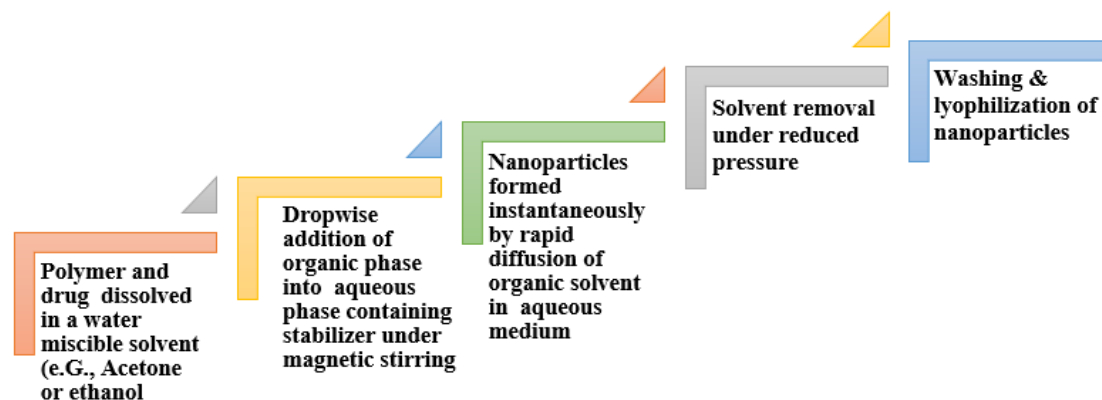 Polymer and
drug dissolved
in a water
miscible solvent
(e.G., Acetone
or ethanol
Dropwise
addition of
organic phase
into aqueous
phase containing
stabilizer under
magnetic stirring
Nanoparticles
formed
instantaneously
by rapid
diffusion of
organic solvent
in aqueous
medium
Solvent removal
under reduced
pressure
Washing &
lyophilization of
nanoparticles